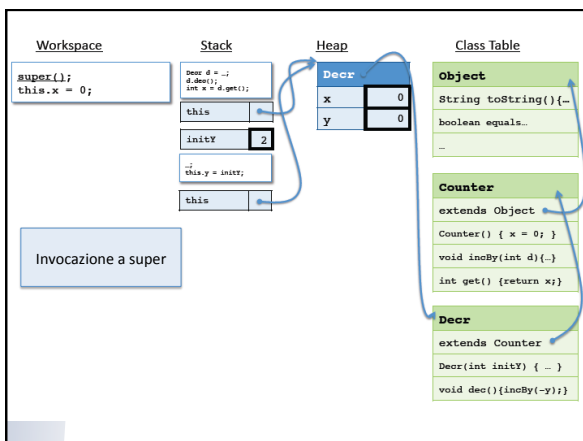 Workspace
Stack
Heap
Class Table
super();
this.x = 0;
Decr d = …;
d.dec();
int x = d.get();
this
initY 2
…;
this.y = initY;
this
Decr
x 0
y 0
Object
String toString(){…
boolean equals…
…
Counter
extends Object
Counter() { x = 0; }
void incBy(int d){…}
int get() {return x;}
Decr
extends Counter
Decr(int initY) { … }
void dec(){incBy(-y);}
Invocazione a super